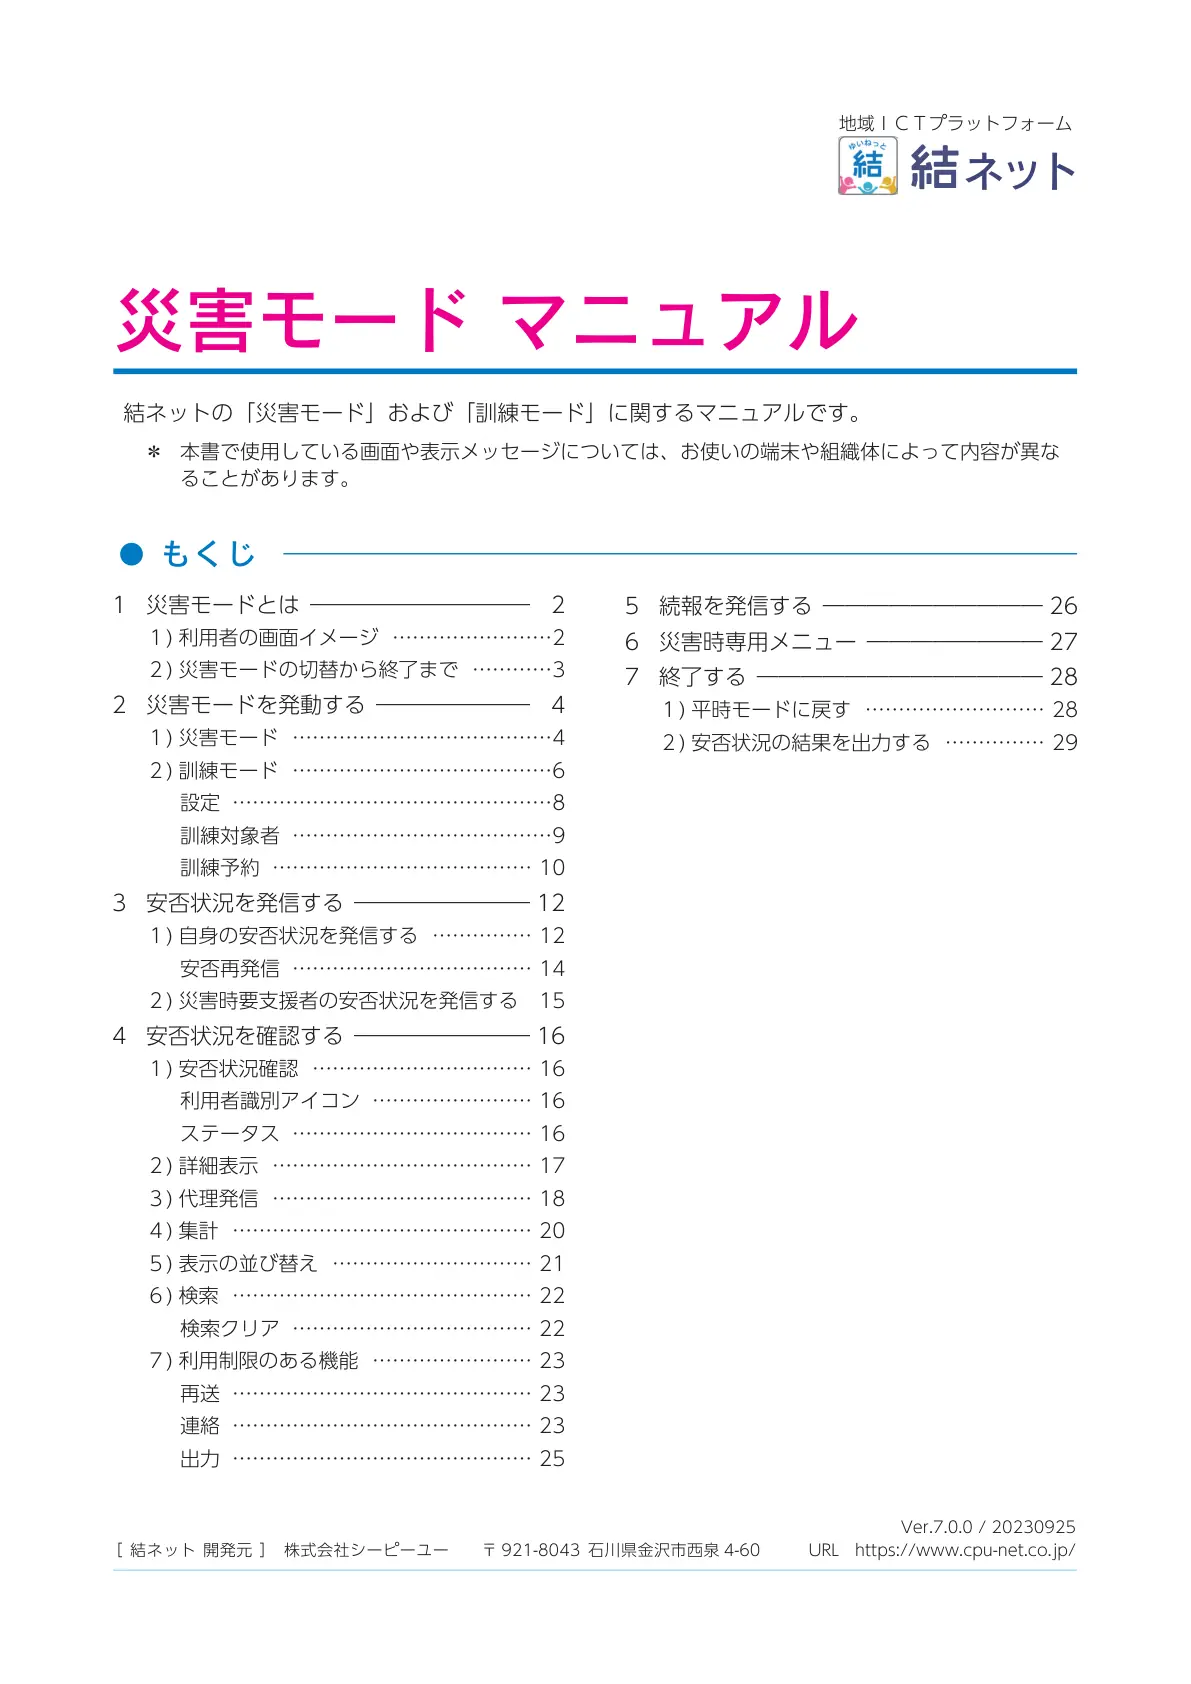 地域ＩＣＴプラットフォーム
ゆいねっと
結
結ネット
災害モード マニュアル
結ネットの「災害モード」および「訓練モード」に関するマニュアルです。
＊ 本書で使用している画面や表示メッセージについては、お使いの端末や組織体によって内容が異な
ることがあります。
● もくじ
1 災害モードとは 2
1) 利用者の画面イメージ ……………………2
2) 災害モードの切替から終了まで …………3
2 災害モードを発動する 4
1) 災害モード …………………………………4
2) 訓練モード …………………………………6
設定 …………………………………………8
訓練対象者 …………………………………9
訓練予約 ………………………………… 10
3 安否状況を発信する 12
1) 自身の安否状況を発信する …………… 12
安否再発信 ……………………………… 14
2) 災害時要支援者の安否状況を発信する 15
4 安否状況を確認する 16
1) 安否状況確認 …………………………… 16
利用者識別アイコン …………………… 16
ステータス ……………………………… 16
2) 詳細表示 ………………………………… 17
3) 代理発信 ………………………………… 18
4) 集計 ……………………………………… 20
5) 表示の並び替え ………………………… 21
6) 検索 ……………………………………… 22
検索クリア ……………………………… 22
7) 利用制限のある機能 …………………… 23
再送 ……………………………………… 23
連絡 ……………………………………… 23
出力 ……………………………………… 25
5 続報を発信する 26
6 災害時専用メニュー 27
7 終了する 28
1) 平時モードに戻す ……………………… 28
2) 安否状況の結果を出力する …………… 29
Ver.7.0.0 / 20230925
［ 結ネット 開発元 ］ 株式会社シーピーユー 〒 921-8043 石川県金沢市西泉 4-60 URL https://www.cpu-net.co.jp/